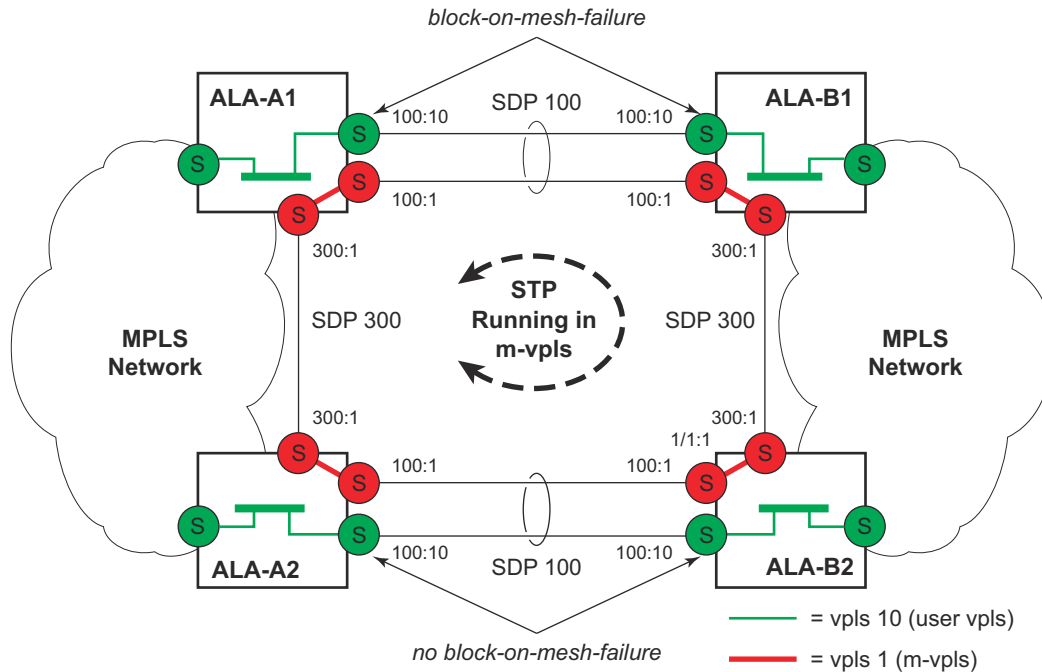 block-on-mesh-failure
ALA-A1
ALA-B1
SDP 100
100:10
100:10
S
S
S
S
S
S
100:1
100:1
S
S
300:1
300:1
STP
Running in
m-vpls
SDP 300
SDP 300
MPLS
Network
MPLS
Network
300:1
300:1
1/1:1
S
S
100:1
100:1
S
S
S
S
S
S
100:10
100:10
SDP 100
ALA-A2
ALA-B2
no block-on-mesh-failure
= vpls 10 (user vpls)
= vpls 1 (m-vpls)